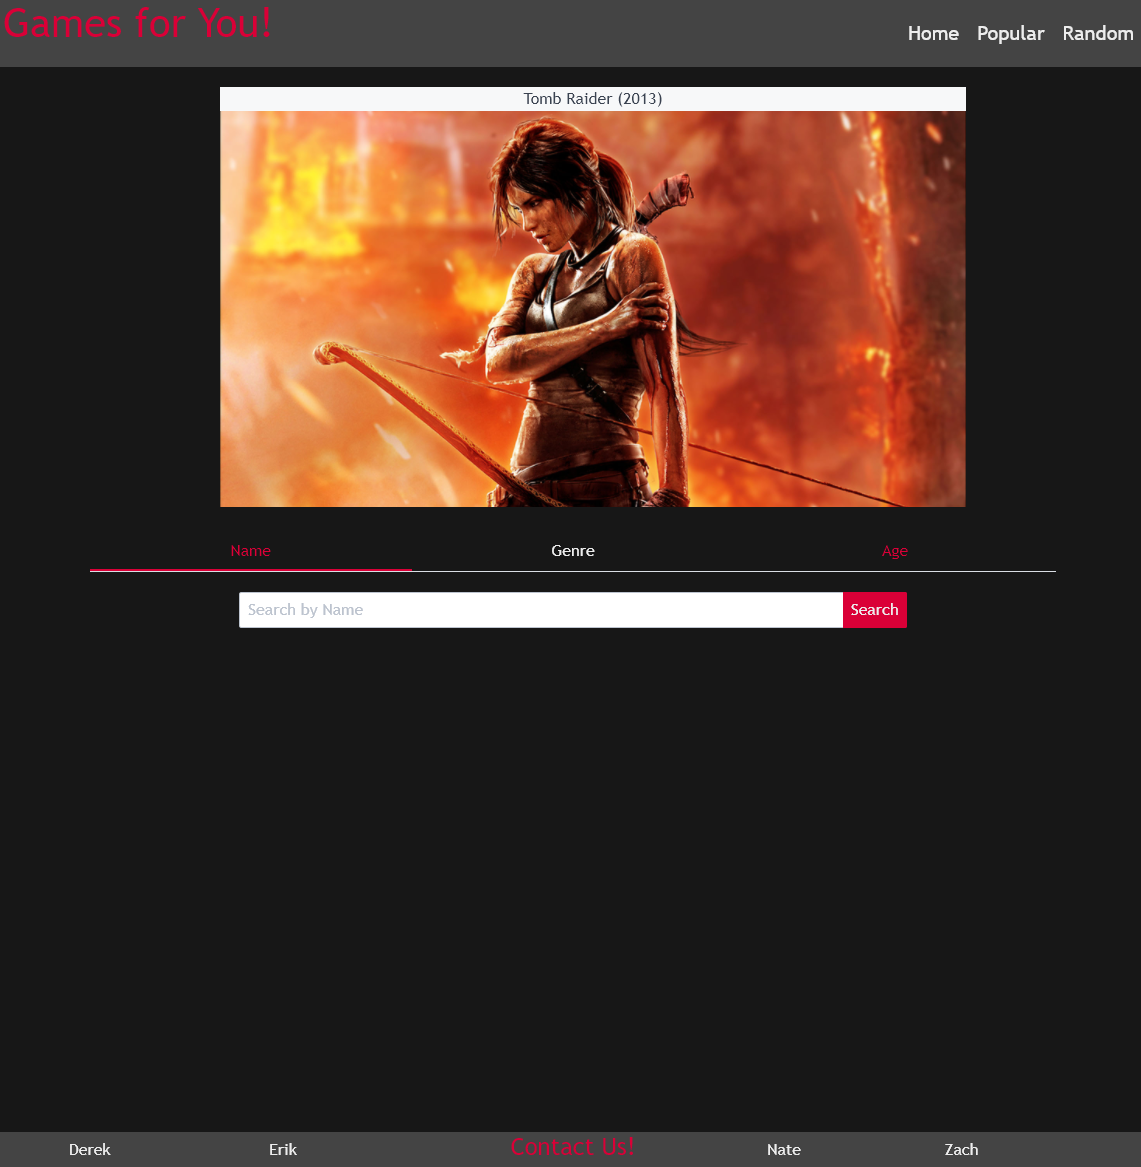 Games for You!
Home Popular Random
Tomb Raider (2013)
Name Genre Age
Search by Name Search
Derek Erik Contact Us! Nate Zach